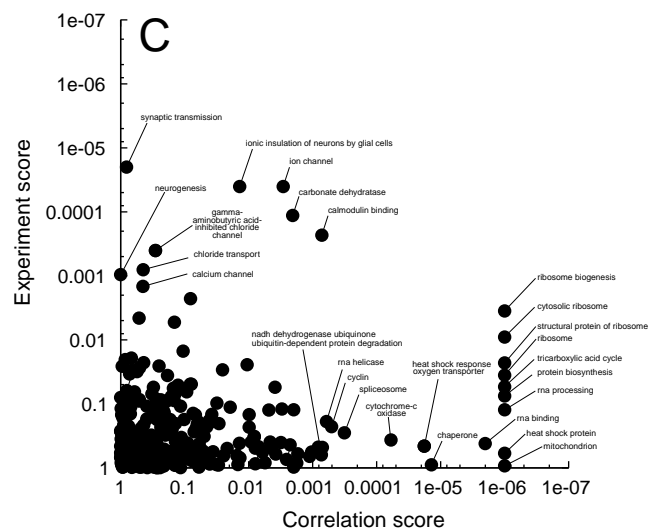 C
1e-07
1e-06
1e-05
0.0001
0.001
0.01
0.1
1
Experiment score
synaptic transmission
ionic insulation of neurons by glial cells
ion channel
neurogenesis
carbonate dehydratase
gamma-
aminobutyric acid-
inhibited chloride
channel
calmodulin binding
chloride transport
calcium channel
ribosome biogenesis
cytosolic ribosome
structural protein of ribosome
ribosome
tricarboxylic acid cycle
protein biosynthesis
rna processing
nadh dehydrogenase ubiquinone
ubiquitin-dependent protein degradation
rna helicase
cyclin
spliceosome
heat shock response
oxygen transporter
cytochrome-c
oxidase
chaperone
rna binding
heat shock protein
mitochondrion
1 0.1 0.01 0.001 0.0001 1e-05 1e-06 1e-07
Correlation score